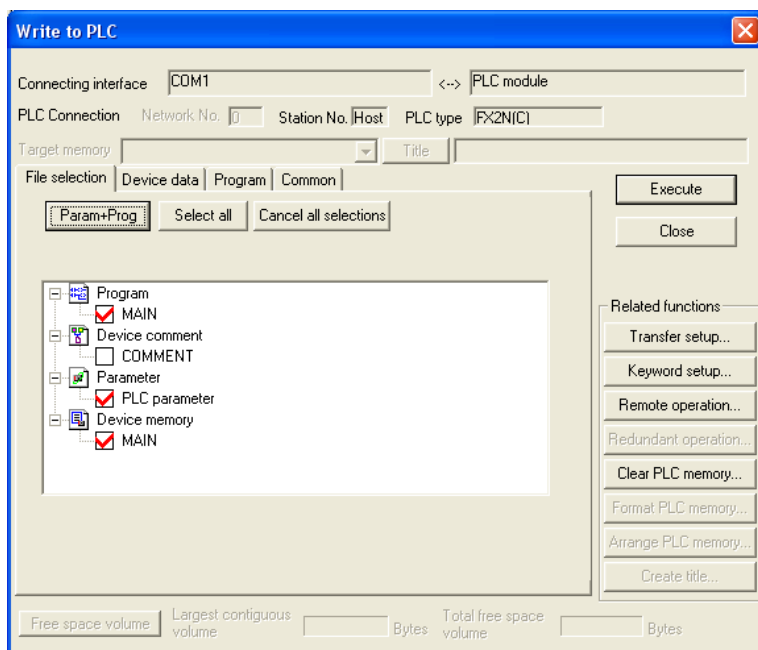 Write to PLC
Connecting interface COM1 <--> PLC module
PLC Connection Network No. 0 Station No. Host PLC type FX2N(C)
Target memory Title
File selection Device data Program Common
Param+Prog Select all Cancel all selections
Execute
Close
Program
MAIN
Device comment
COMMENT
Parameter
PLC parameter
Device memory
MAIN
Related functions
Transfer setup...
Keyword setup...
Remote operation...
Redundant operation...
Clear PLC memory...
Format PLC memory...
Arrange PLC memory...
Create title...
Free space volume
Largest contiguous
volume
Bytes
Total free space
volume
Bytes